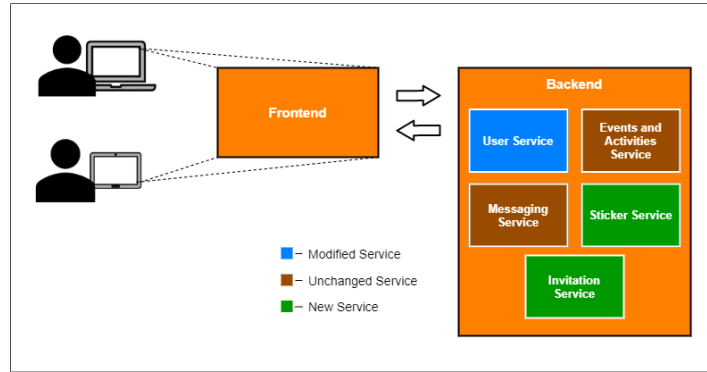 Frontend
Backend
User Service
Events and
Activities
Service
Messaging
Service
Sticker Service
Invitation
Service
– Modified Service
– Unchanged Service
– New Service